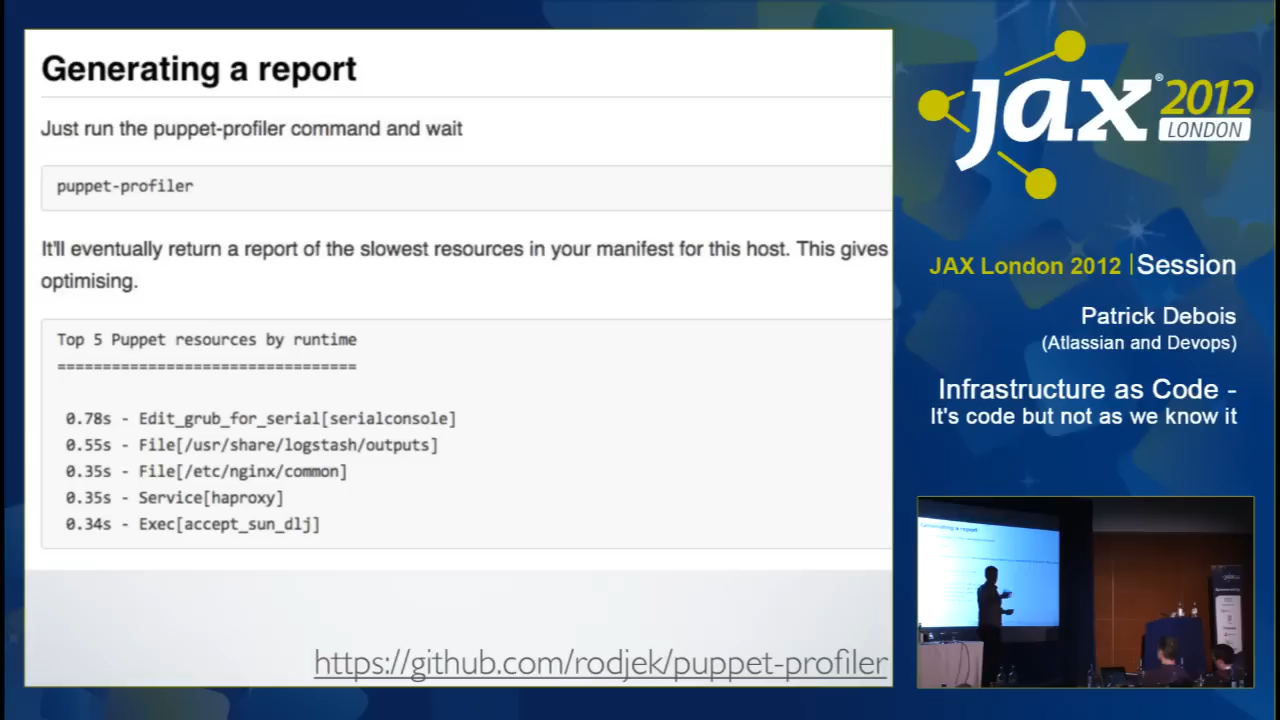 Generating a report
Just run the puppet-profiler command and wait
puppet-profiler
It'll eventually return a report of the slowest resources in your manifest for this host. This gives
optimising.
Top 5 Puppet resources by runtime
=================================
0.78s - Edit_grub_for_serial[serialconsole]
0.55s - File[/usr/share/logstash/outputs]
0.35s - File[/etc/nginx/common]
0.35s - Service[haproxy]
0.34s - Exec[accept_sun_dlj]
https://github.com/rodjek/puppet-profiler
jax® 2012
LONDON
JAX London 2012 | Session
Patrick Debois
(Atlassian and Devops)
Infrastructure as Code -
It's code but not as we know it
Generating a report